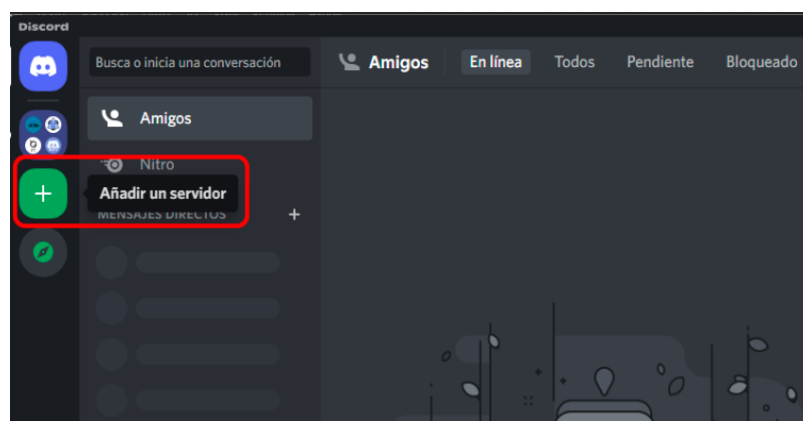 Discord
Busca o inicia una conversación
Amigos
En línea
Todos
Pendiente
Bloqueado
Amigos
Nitro
Añadir un servidor
MENSAJES DIRECTOS
+